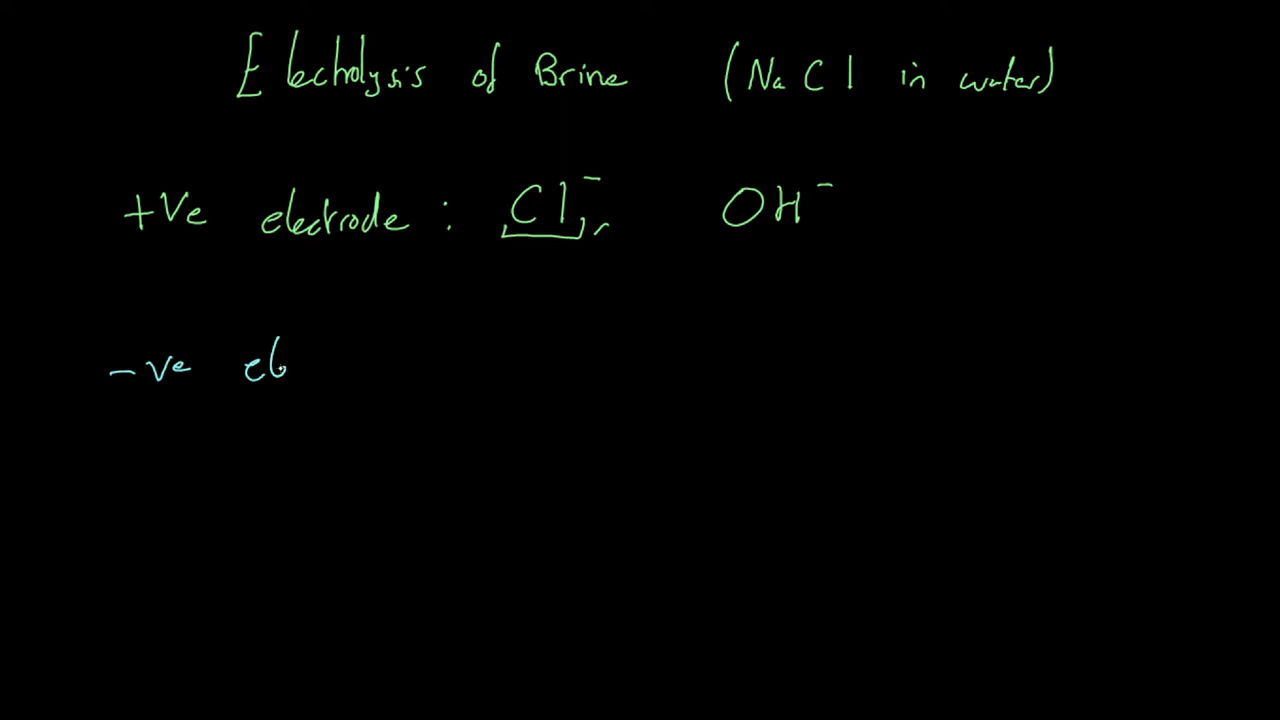 Electrolysis of Brine (NaCl in water)
+Ve electrode : Cl⁻ OH⁻
-ve el